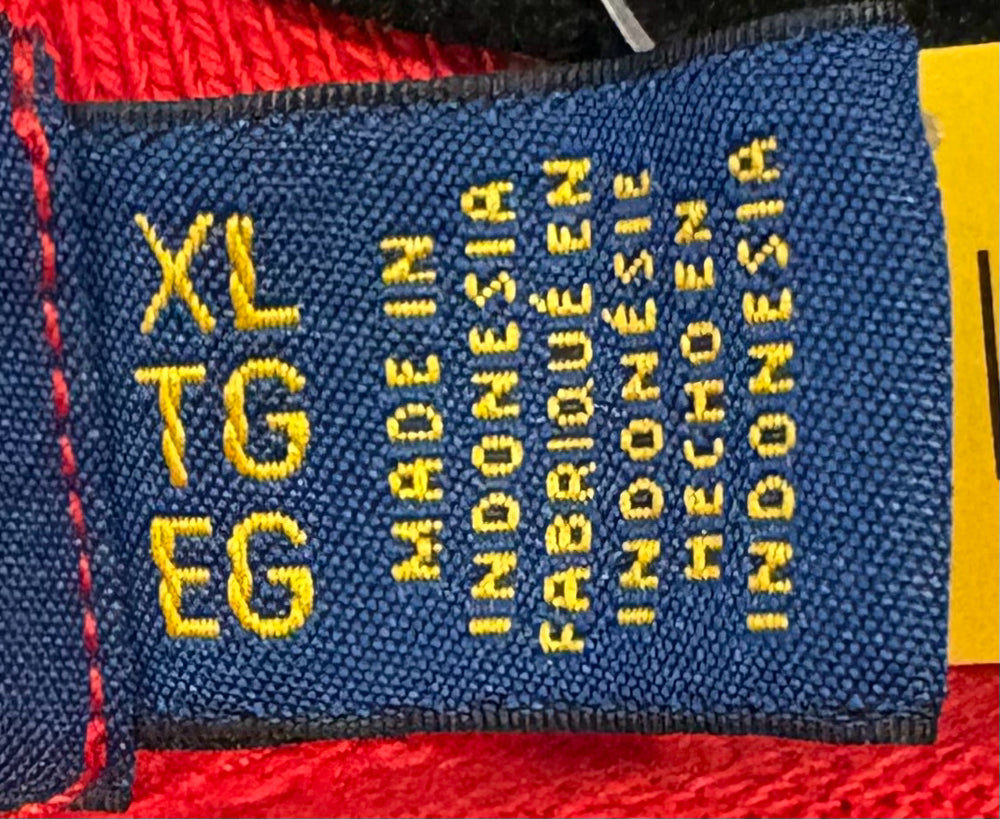 XL
TG
EG
MADE IN
INDONESIA
FABRIQUÉ EN
INDONÉSIE
HECHO EN
INDONESIA